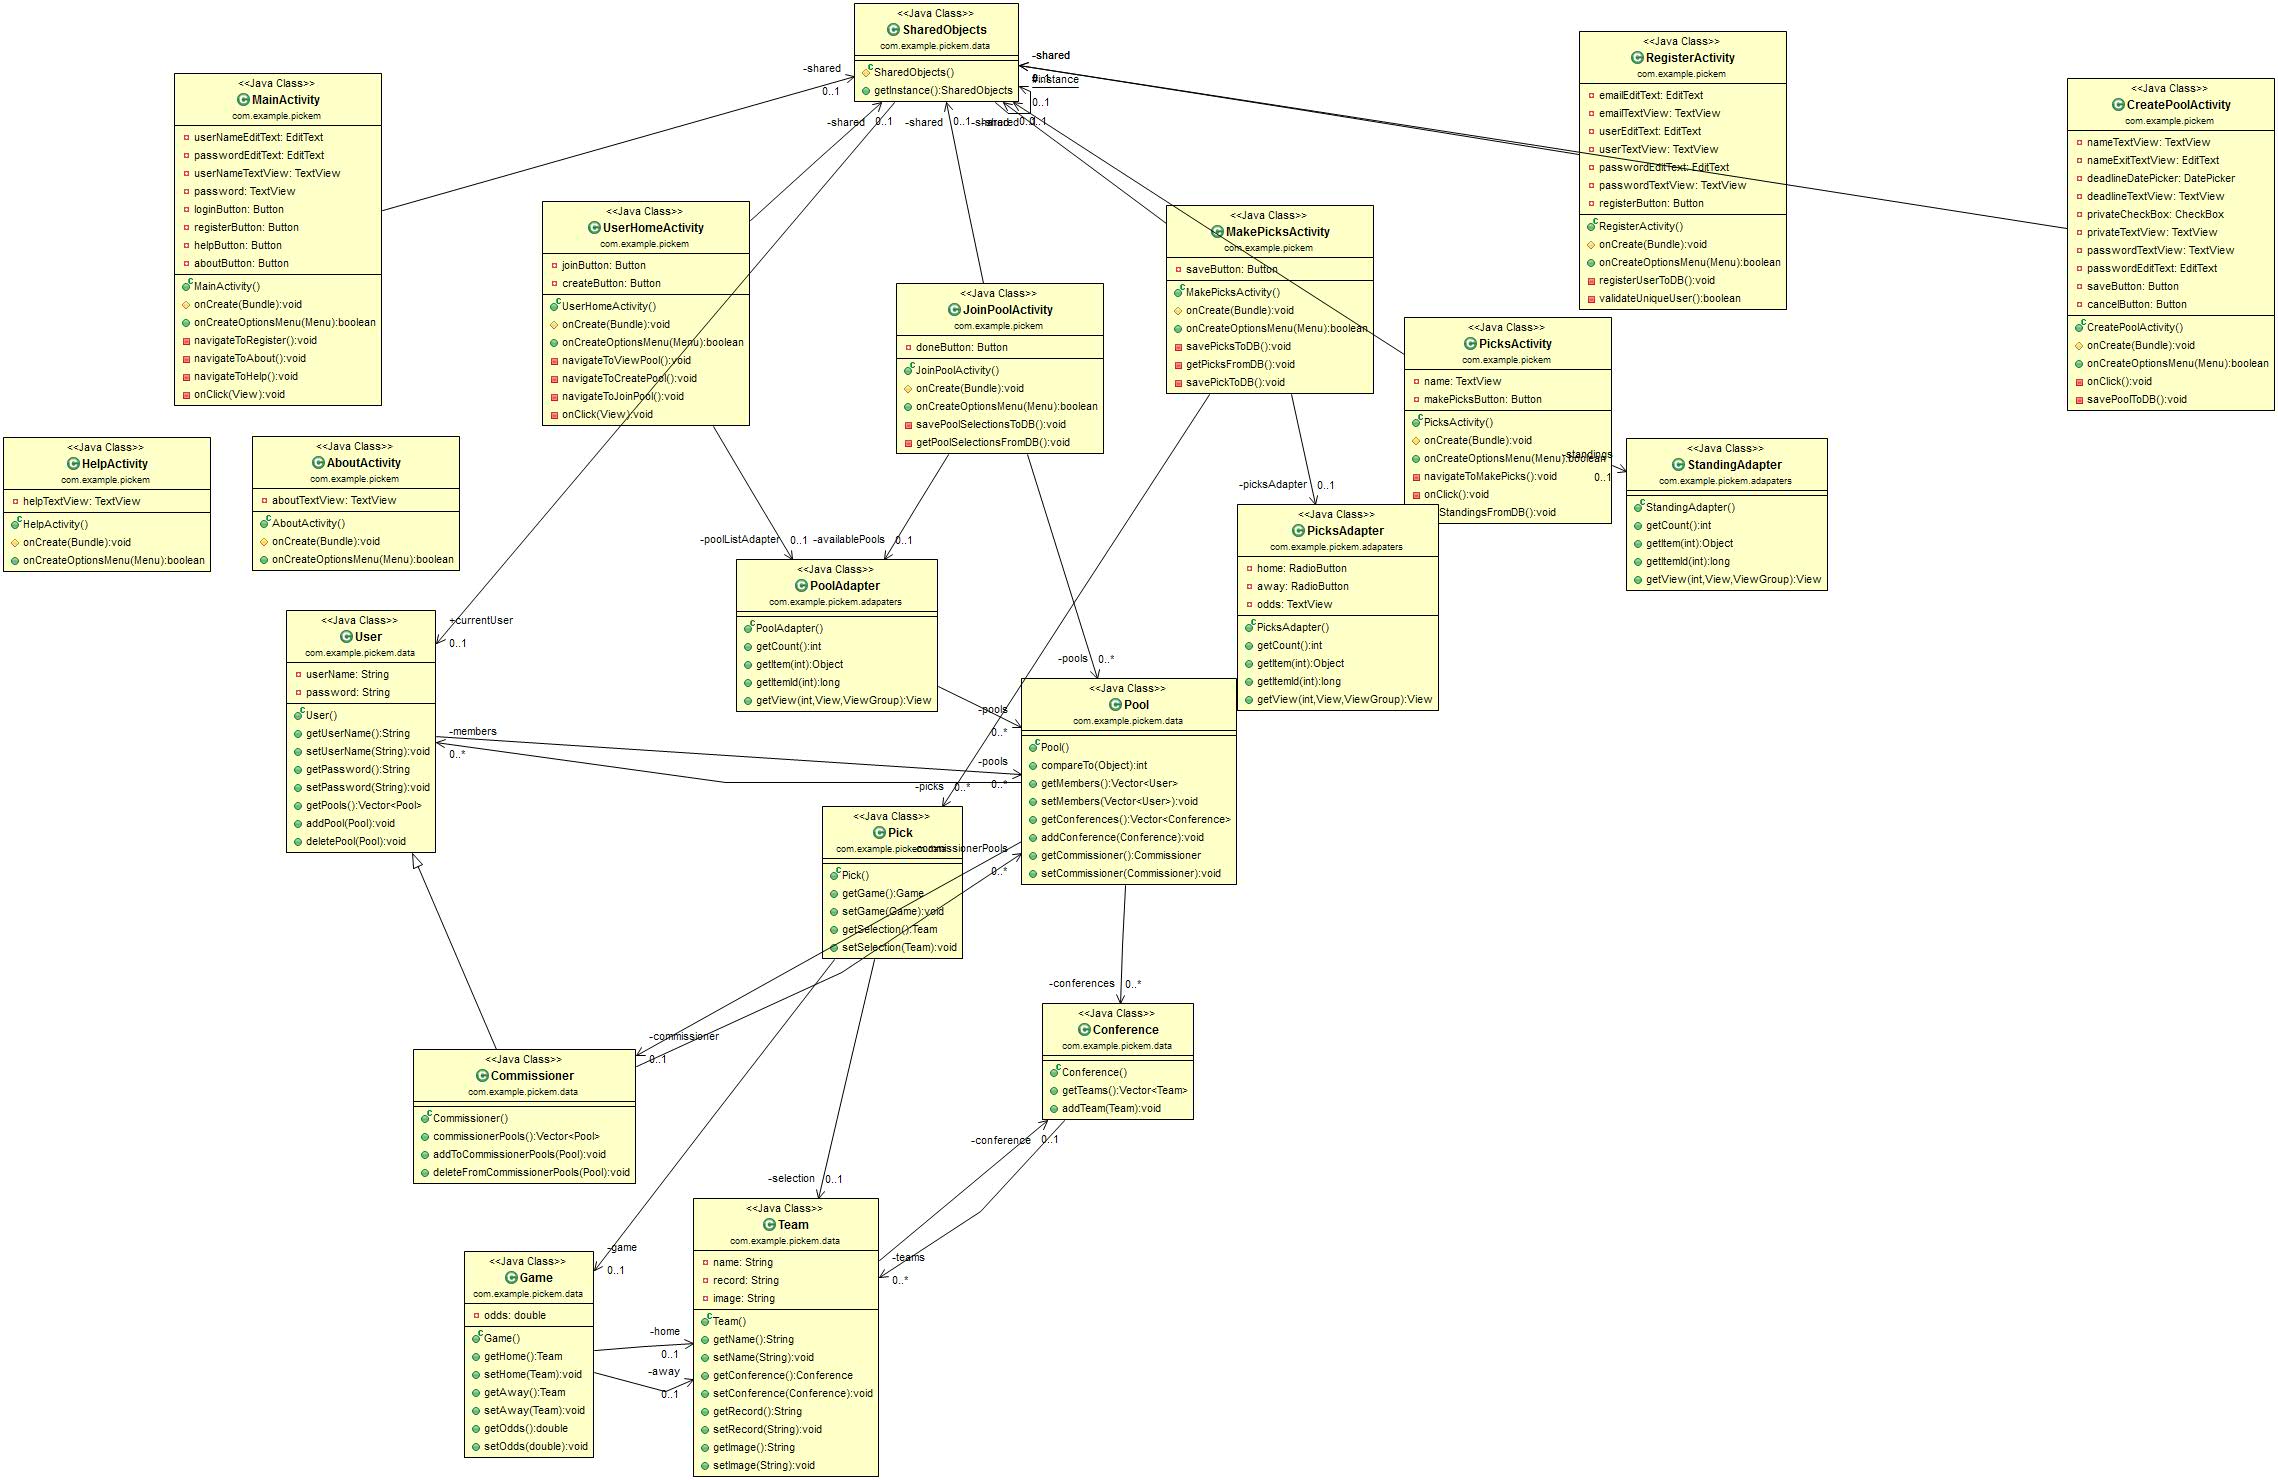 <<Java Class>>
SharedObjects
com.example.pickem.data
SharedObjects()
getInstance():SharedObjects
-shared
0..1
-shared
0..1
#instance
0..1
-shared
0..1
-shared
0..1
-shared
0..1
<<Java Class>>
MainActivity
com.example.pickem
userNameEditText: EditText
passwordEditText: EditText
userNameTextView: TextView
password: TextView
loginButton: Button
registerButton: Button
helpButton: Button
aboutButton: Button
MainActivity()
onCreate(Bundle):void
onCreateOptionsMenu(Menu):boolean
navigateToRegister():void
navigateToAbout():void
navigateToHelp():void
onClick(View):void
<<Java Class>>
UserHomeActivity
com.example.pickem
joinButton: Button
createButton: Button
UserHomeActivity()
onCreate(Bundle):void
onCreateOptionsMenu(Menu):boolean
navigateToViewPool():void
navigateToCreatePool():void
navigateToJoinPool():void
onClick(View):void
<<Java Class>>
JoinPoolActivity
com.example.pickem
doneButton: Button
JoinPoolActivity()
onCreate(Bundle):void
onCreateOptionsMenu(Menu):boolean
savePoolSelectionsToDB():void
getPoolSelectionsFromDB():void
<<Java Class>>
MakePicksActivity
com.example.pickem
saveButton: Button
MakePicksActivity()
onCreate(Bundle):void
onCreateOptionsMenu(Menu):boolean
savePicksToDB():void
getPicksFromDB():void
savePickToDB():void
<<Java Class>>
RegisterActivity
com.example.pickem
emailEditText: EditText
emailTextView: TextView
userEditText: EditText
userTextView: TextView
passwordEditText: EditText
passwordTextView: TextView
registerButton: Button
RegisterActivity()
onCreate(Bundle):void
onCreateOptionsMenu(Menu):boolean
registerUserToDB():void
validateUniqueUser():boolean
<<Java Class>>
CreatePoolActivity
com.example.pickem
nameTextView: TextView
nameExitTextView: EditText
deadlineDatePicker: DatePicker
deadlineTextView: TextView
privateCheckBox: CheckBox
privateTextView: TextView
passwordTextView: TextView
passwordEditText: EditText
saveButton: Button
cancelButton: Button
CreatePoolActivity()
onCreate(Bundle):void
onCreateOptionsMenu(Menu):boolean
onClick():void
savePoolToDB():void
<<Java Class>>
PicksActivity
com.example.pickem
name: TextView
makePicksButton: Button
PicksActivity()
onCreate(Bundle):void
onCreateOptionsMenu(Menu):boolean
navigateToMakePicks():void
onClick():void
StandingsFromDB():void
-standings
0..1
<<Java Class>>
StandingAdapter
com.example.pickem.adapaters
StandingAdapter()
getCount():int
getItem(int):Object
getItemId(int):long
getView(int,View,ViewGroup):View
<<Java Class>>
HelpActivity
com.example.pickem
helpTextView: TextView
HelpActivity()
onCreate(Bundle):void
onCreateOptionsMenu(Menu):boolean
<<Java Class>>
AboutActivity
com.example.pickem
aboutTextView: TextView
AboutActivity()
onCreate(Bundle):void
onCreateOptionsMenu(Menu):boolean
-poolListAdapter
0..1
-availablePools
0..1
<<Java Class>>
PoolAdapter
com.example.pickem.adapaters
PoolAdapter()
getCount():int
getItem(int):Object
getItemId(int):long
getView(int,View,ViewGroup):View
-picksAdapter
0..1
<<Java Class>>
PicksAdapter
com.example.pickem.adapaters
home: RadioButton
away: RadioButton
odds: TextView
PicksAdapter()
getCount():int
getItem(int):Object
getItemId(int):long
getView(int,View,ViewGroup):View
+currentUser
0..1
<<Java Class>>
User
com.example.pickem.data
userName: String
password: String
User()
getUserName():String
setUserName(String):void
getPassword():String
setPassword(String):void
getPools():Vector<Pool>
addPool(Pool):void
deletePool(Pool):void
-members
0..*
-pools
0..*
-pools
0..*
-pools
0..*
<<Java Class>>
Pool
com.example.pickem.data
Pool()
compareTo(Object):int
getMembers():Vector<User>
setMembers(Vector<User>):void
getConferences():Vector<Conference>
addConference(Conference):void
getCommissioner():Commissioner
setCommissioner(Commissioner):void
-picks
0..*
<<Java Class>>
Pick
com.example.pickem.data
Pick()
getGame():Game
setGame(Game):void
getSelection():Team
setSelection(Team):void
-commissionerPools
0..*
-conferences
0..*
<<Java Class>>
Conference
com.example.pickem.data
Conference()
getTeams():Vector<Team>
addTeam(Team):void
-commissioner
0..1
<<Java Class>>
Commissioner
com.example.pickem.data
Commissioner()
commissionerPools():Vector<Pool>
addToCommissionerPools(Pool):void
deleteFromCommissionerPools(Pool):void
-conference
0..1
-selection
0..1
-game
0..1
-teams
0..*
<<Java Class>>
Team
com.example.pickem.data
name: String
record: String
image: String
Team()
getName():String
setName(String):void
getConference():Conference
setConference(Conference):void
getRecord():String
setRecord(String):void
getImage():String
setImage(String):void
<<Java Class>>
Game
com.example.pickem.data
odds: double
Game()
getHome():Team
setHome(Team):void
getAway():Team
setAway(Team):void
getOdds():double
setOdds(double):void
-home
0..1
-away
0..1